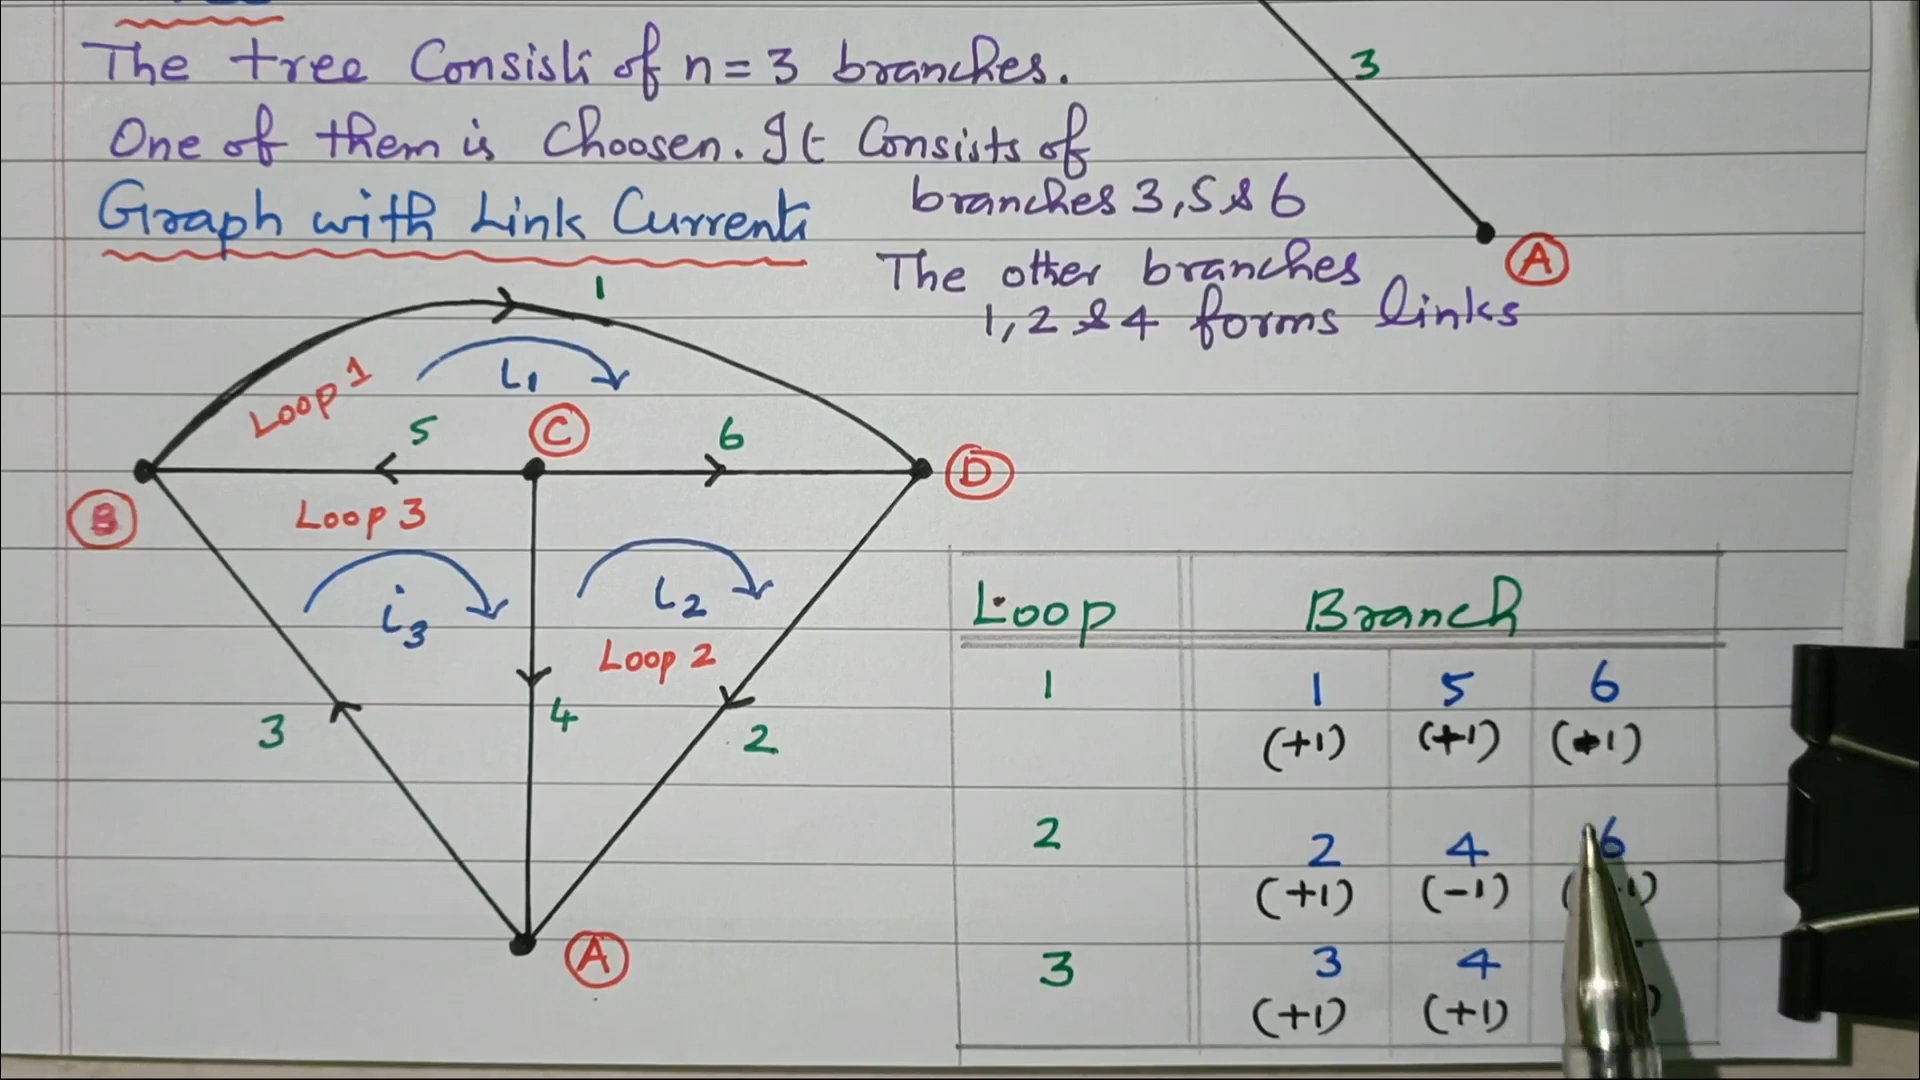 The tree Consists of n = 3 branches.
One of them is Choosen. It Consists of
branches 3, 5 & 6
The other branches
1, 2 & 4 forms links
Graph with Link Currents
3
A
1
Loop 1
i1
5
C
6
B
D
Loop 3
i3
i2
Loop 2
3
4
2
A
Loop Branch
1 1 5 6
(+1) (+1) (-1)
2 2 4 6
(+1) (-1)
3 3 4
(+1) (+1)